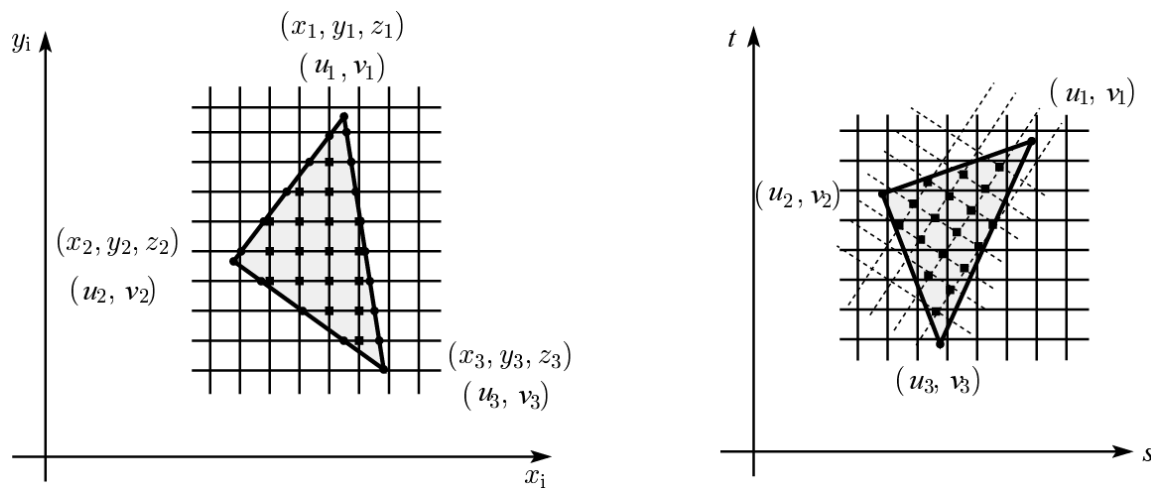 yᵢ
(x₁, y₁, z₁)
(u₁, v₁)
(x₂, y₂, z₂)
(u₂, v₂)
(x₃, y₃, z₃)
(u₃, v₃)
xᵢ
t
(u₁, v₁)
(u₂, v₂)
(u₃, v₃)
s